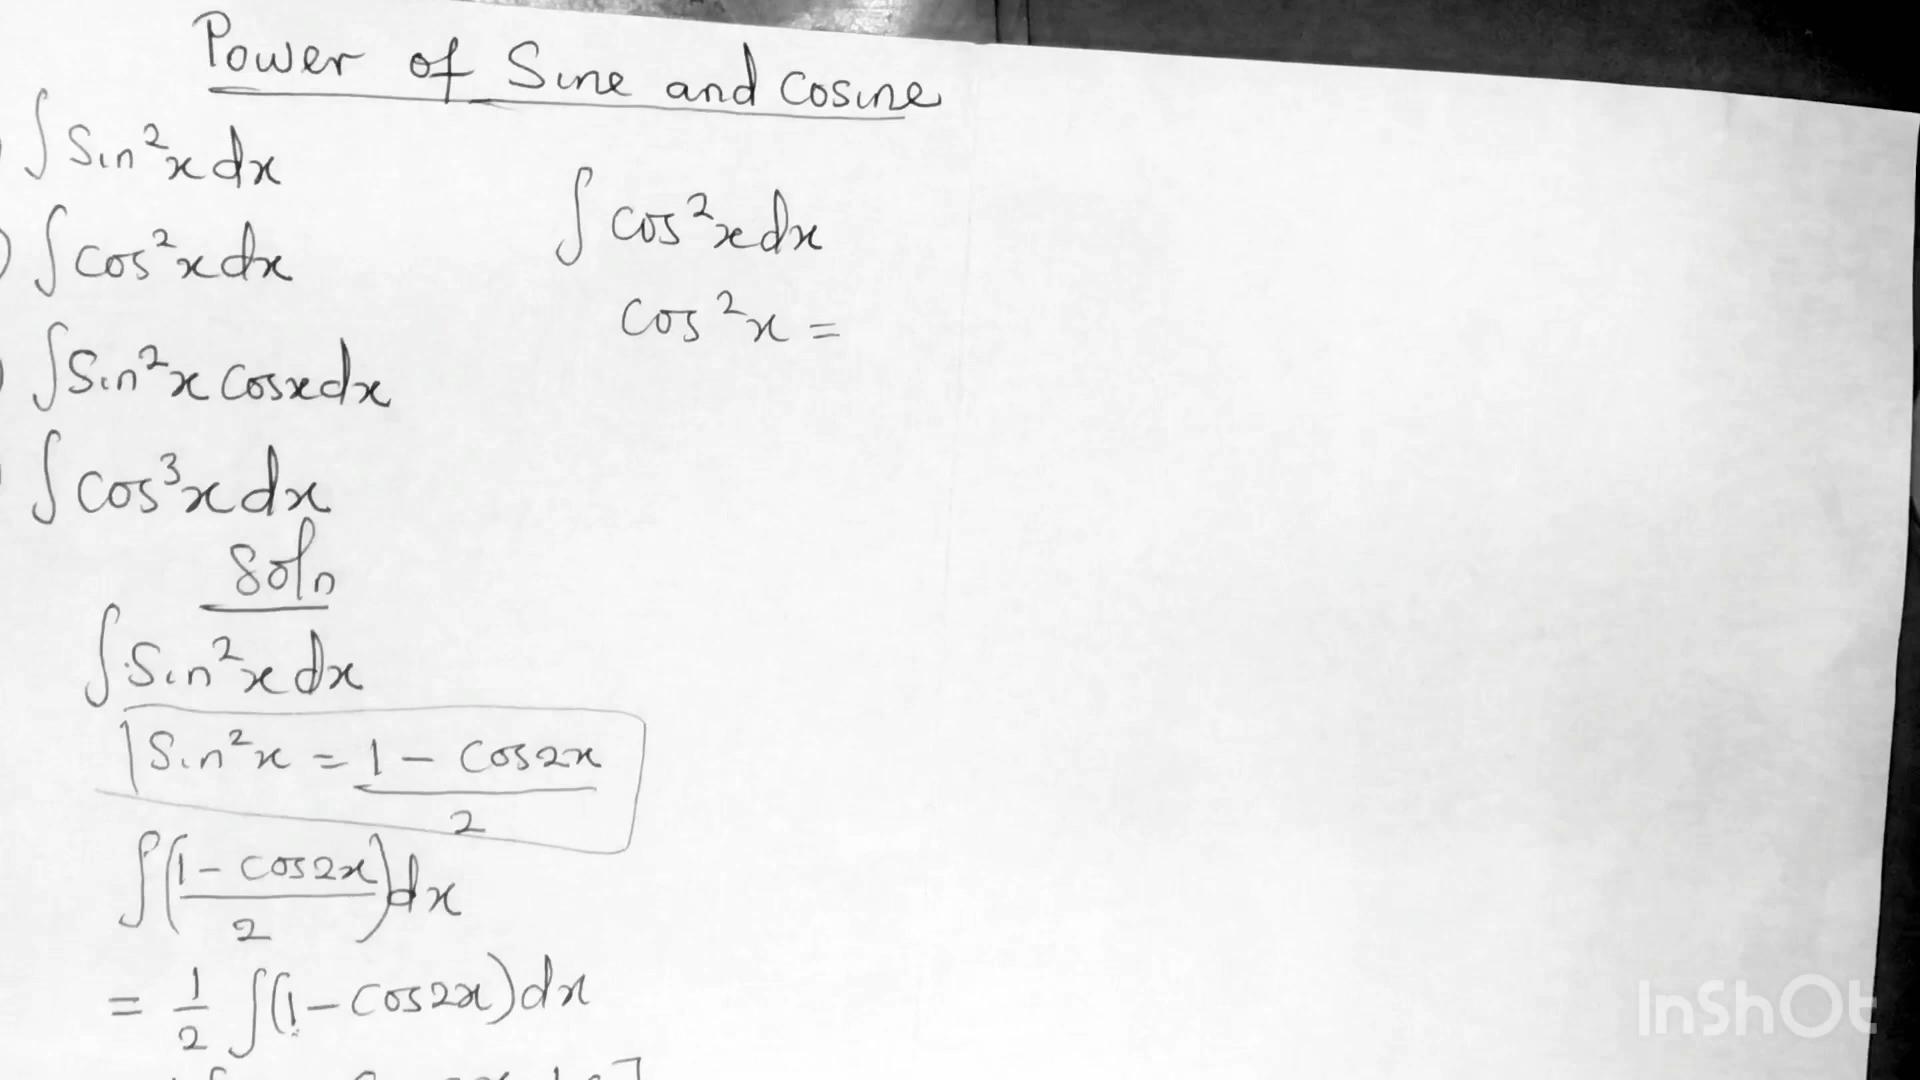 Power of Sine and Cosine
∫ Sin²x dx
∫ cos²x dx
∫ Sin²x cosx dx
∫ cos³x dx
Soln
∫ Sin²x dx
Sin²x = 1 - cos2x / 2
∫ (1 - cos2x / 2) dx
= 1/2 ∫ (1 - cos2x) dx
∫ cos²x dx
cos²x =
InShOt